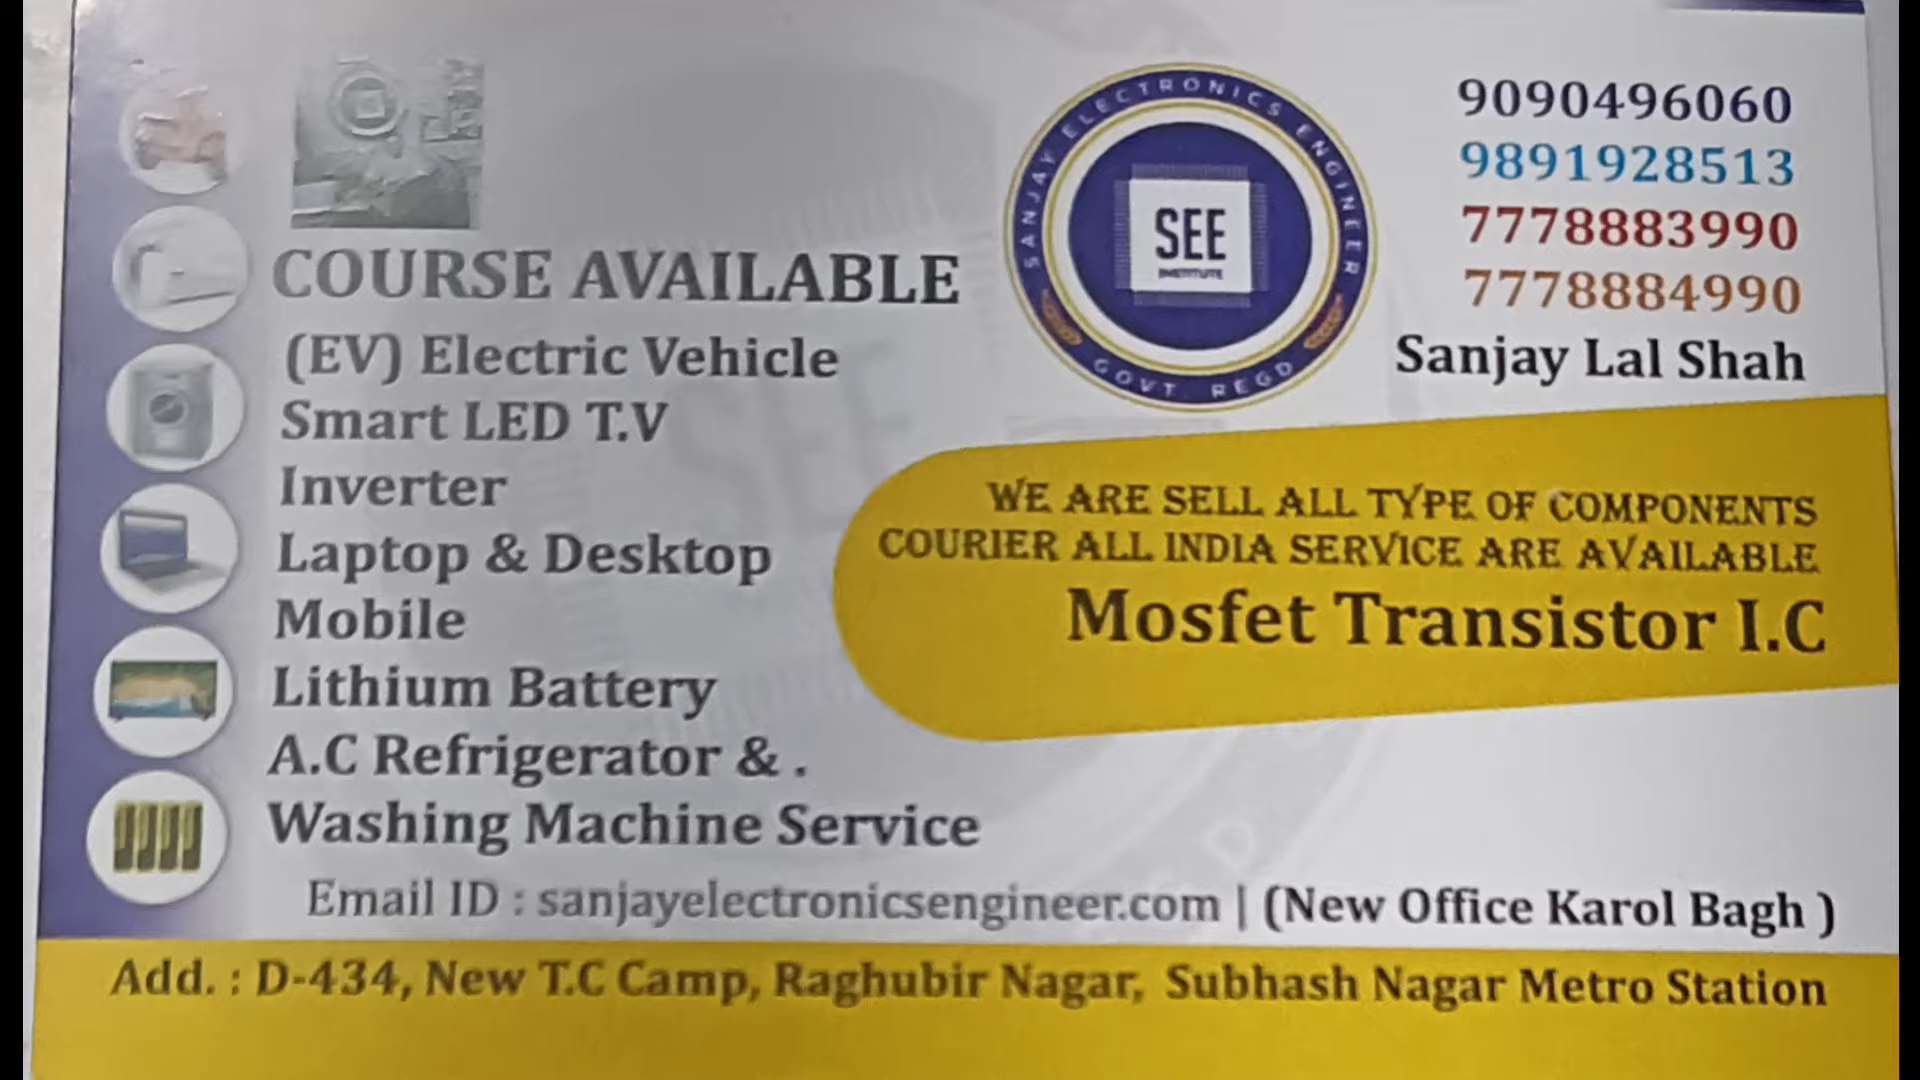 COURSE AVAILABLE
(EV) Electric Vehicle
Smart LED T.V
Inverter
Laptop & Desktop
Mobile
Lithium Battery
A.C Refrigerator & .
Washing Machine Service
SANJAY ELECTRONICS ENGINEER
SEE
INSTITUTE
GOVT. REGD
9090496060
9891928513
7778883990
7778884990
Sanjay Lal Shah
WE ARE SELL ALL TYPE OF COMPONENTS
COURIER ALL INDIA SERVICE ARE AVAILABLE
Mosfet Transistor I.C
Email ID : sanjayelectronicsengineer.com | (New Office Karol Bagh )
Add. : D-434, New T.C Camp, Raghubir Nagar, Subhash Nagar Metro Station